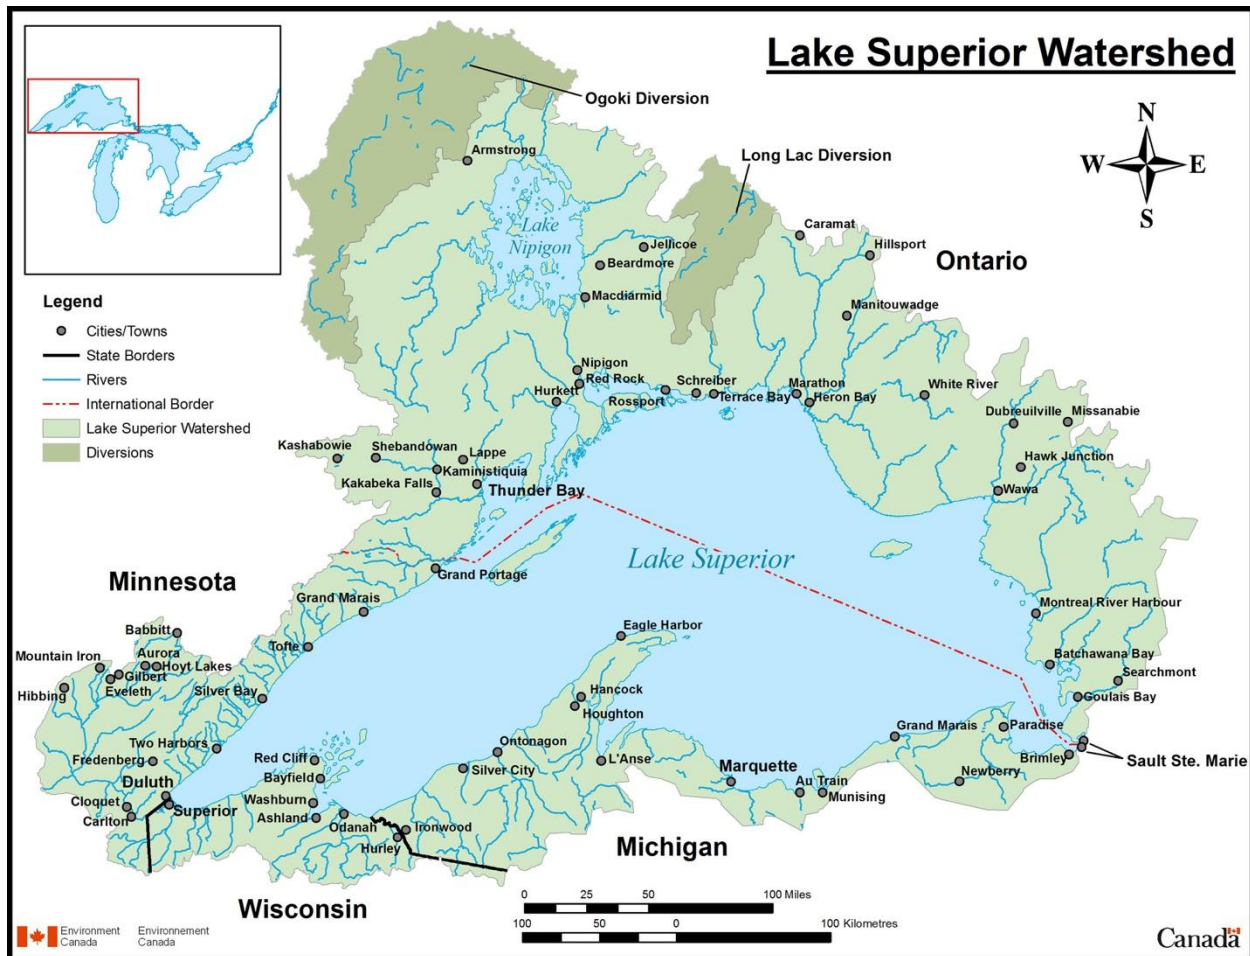 Lake Superior Watershed
N
W
E
S
Ogoki Diversion
Long Lac Diversion
Armstrong
Lake
Nipigon
Caramat
Hillsport
Ontario
Jellicoe
Beardmore
Macdiarmid
Manitouwadge
Legend
Cities/Towns
State Borders
Rivers
International Border
Lake Superior Watershed
Diversions
Nipigon
Red Rock
Hurkett
Rossport
Schreiber
Terrace Bay
Marathon
Heron Bay
White River
Dubreuilville
Missanabie
Hawk Junction
Wawa
Kashabowie
Shebandowan
Lappe
Kaministiquia
Kakabeka Falls
Thunder Bay
Lake Superior
Grand Portage
Minnesota
Grand Marais
Montreal River Harbour
Babbitt
Eagle Harbor
Tofte
Aurora
Mountain Iron
Hoyt Lakes
Gilbert
Eveleth
Hibbing
Silver Bay
Batchawana Bay
Searchmont
Goulais Bay
Hancock
Houghton
Grand Marais
Paradise
Two Harbors
Fredenberg
Red Cliff
Ontonagon
L'Anse
Brimley
Sault Ste. Marie
Silver City
Bayfield
Duluth
Marquette
Au Train
Newberry
Munising
Cloquet
Superior
Washburn
Carlton
Ashland
Odanah
Ironwood
Hurley
Michigan
Wisconsin
0 25 50 100 Miles
100 50 0 100 Kilometres
Environment
Canada
Environnement
Canada
Canada